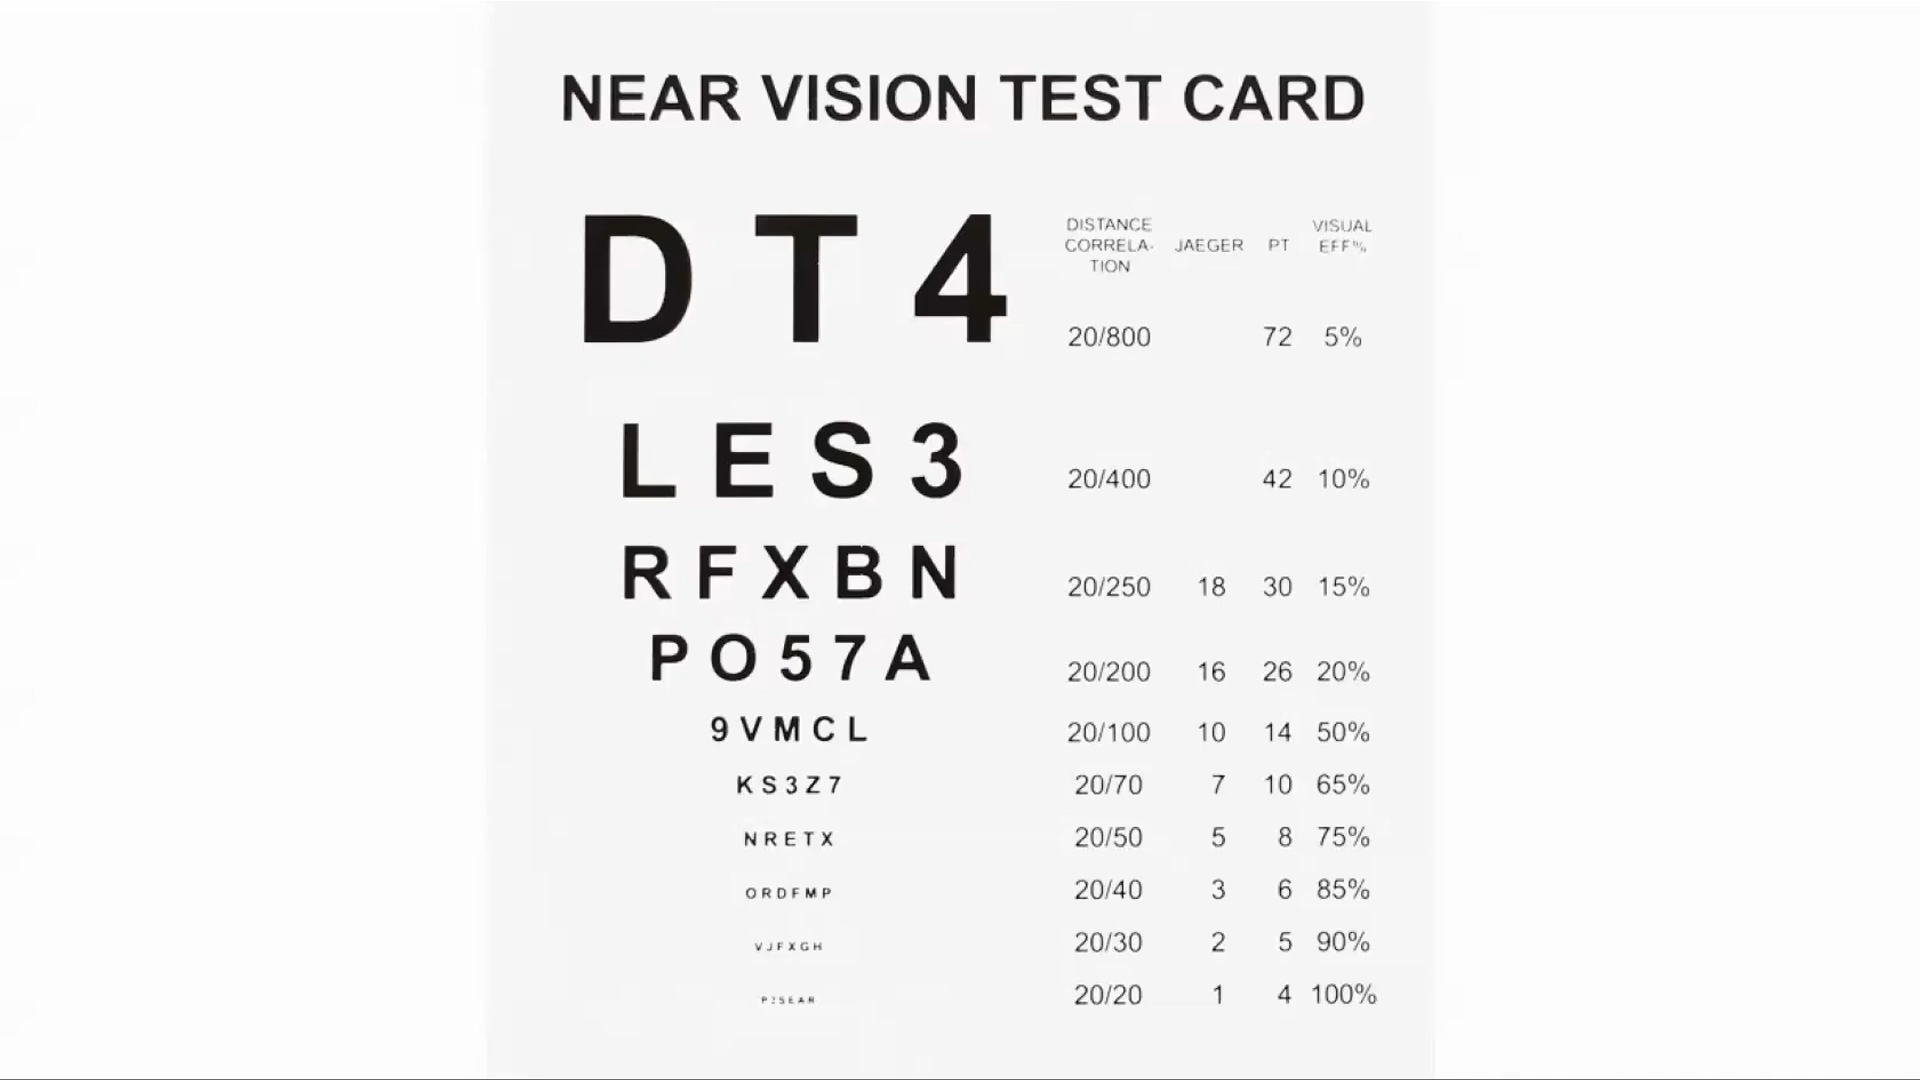 NEAR VISION TEST CARD
DISTANCE CORRELA- TION JAEGER PT VISUAL EFF%
D T 4 20/800 72 5%
L E S 3 20/400 42 10%
R F X B N 20/250 18 30 15%
P O 5 7 A 20/200 16 26 20%
9 V M C L 20/100 10 14 50%
K S 3 Z 7 20/70 7 10 65%
N R E T X 20/50 5 8 75%
O R D F M P 20/40 3 6 85%
V J F X G H 20/30 2 5 90%
20/20 1 4 100%